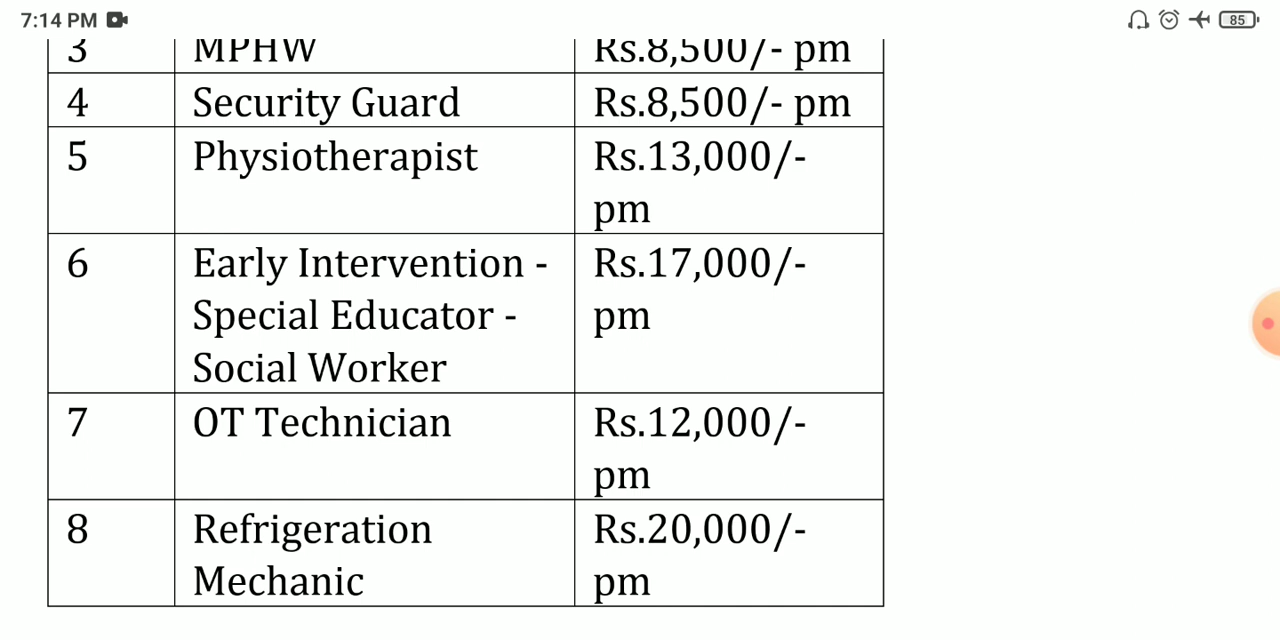 7:14 PM
85
3 MPHW Rs.8,500/- pm
4 Security Guard Rs.8,500/- pm
5 Physiotherapist Rs.13,000/-
pm
6 Early Intervention - Rs.17,000/-
Special Educator - pm
Social Worker
7 OT Technician Rs.12,000/-
pm
8 Refrigeration Rs.20,000/-
Mechanic pm